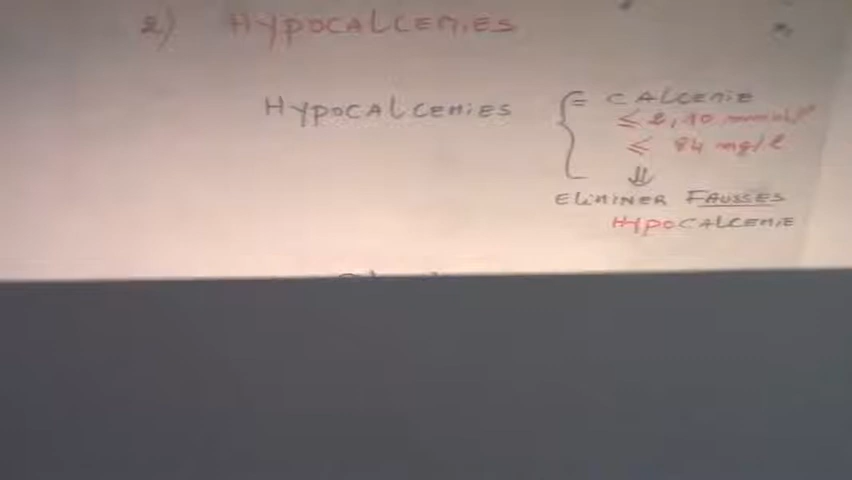 2) HYPOCALCEMIES
HYPOCALCEMIES { = CALCEMIE
≤ 2,10 mmol/l
≤ 84 mg/l
⇓
ELIMINER FAUSSES
HYPOCALCEMIE